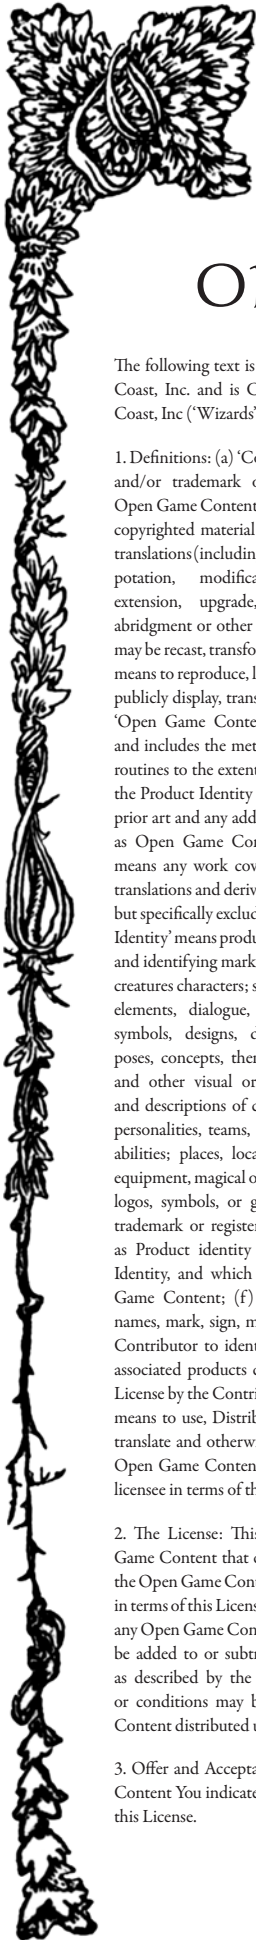 The following text is
Coast, Inc. and is
Coast, Inc ('Wizards'
1. Definitions: (a)
and/or trademark
Open Game Content
copyrighted material
translations (includin
potation, modifica
extension, upgrade,
abridgment or other
may be recast, transfo
means to reproduce, l
publicly display, trans
'Open Game Conte
and includes the met
routines to the extent
the Product Identity
prior art and any add
as Open Game Con
means any work cov
translations and deriv
but specifically exclud
Identity' means produ
and identifying mark
creatures characters; s
elements, dialogue,
symbols, designs, d
poses, concepts, then
and other visual or
and descriptions of c
personalities, teams,
abilities; places, loca
equipment, magical o
logos, symbols, or g
trademark or register
as Product identity
Identity, and which
Game Content; (f)
names, mark, sign, m
Contributor to ident
associated products c
License by the Contri
means to use, Distrib
translate and otherwi
Open Game Content
licensee in terms of th
2. The License: This
Game Content that c
the Open Game Cont
in terms of this Licens
any Open Game Con
be added to or subtr
as described by the
or conditions may b
Content distributed u
3. Offer and Accepta
Content You indicate
this License.